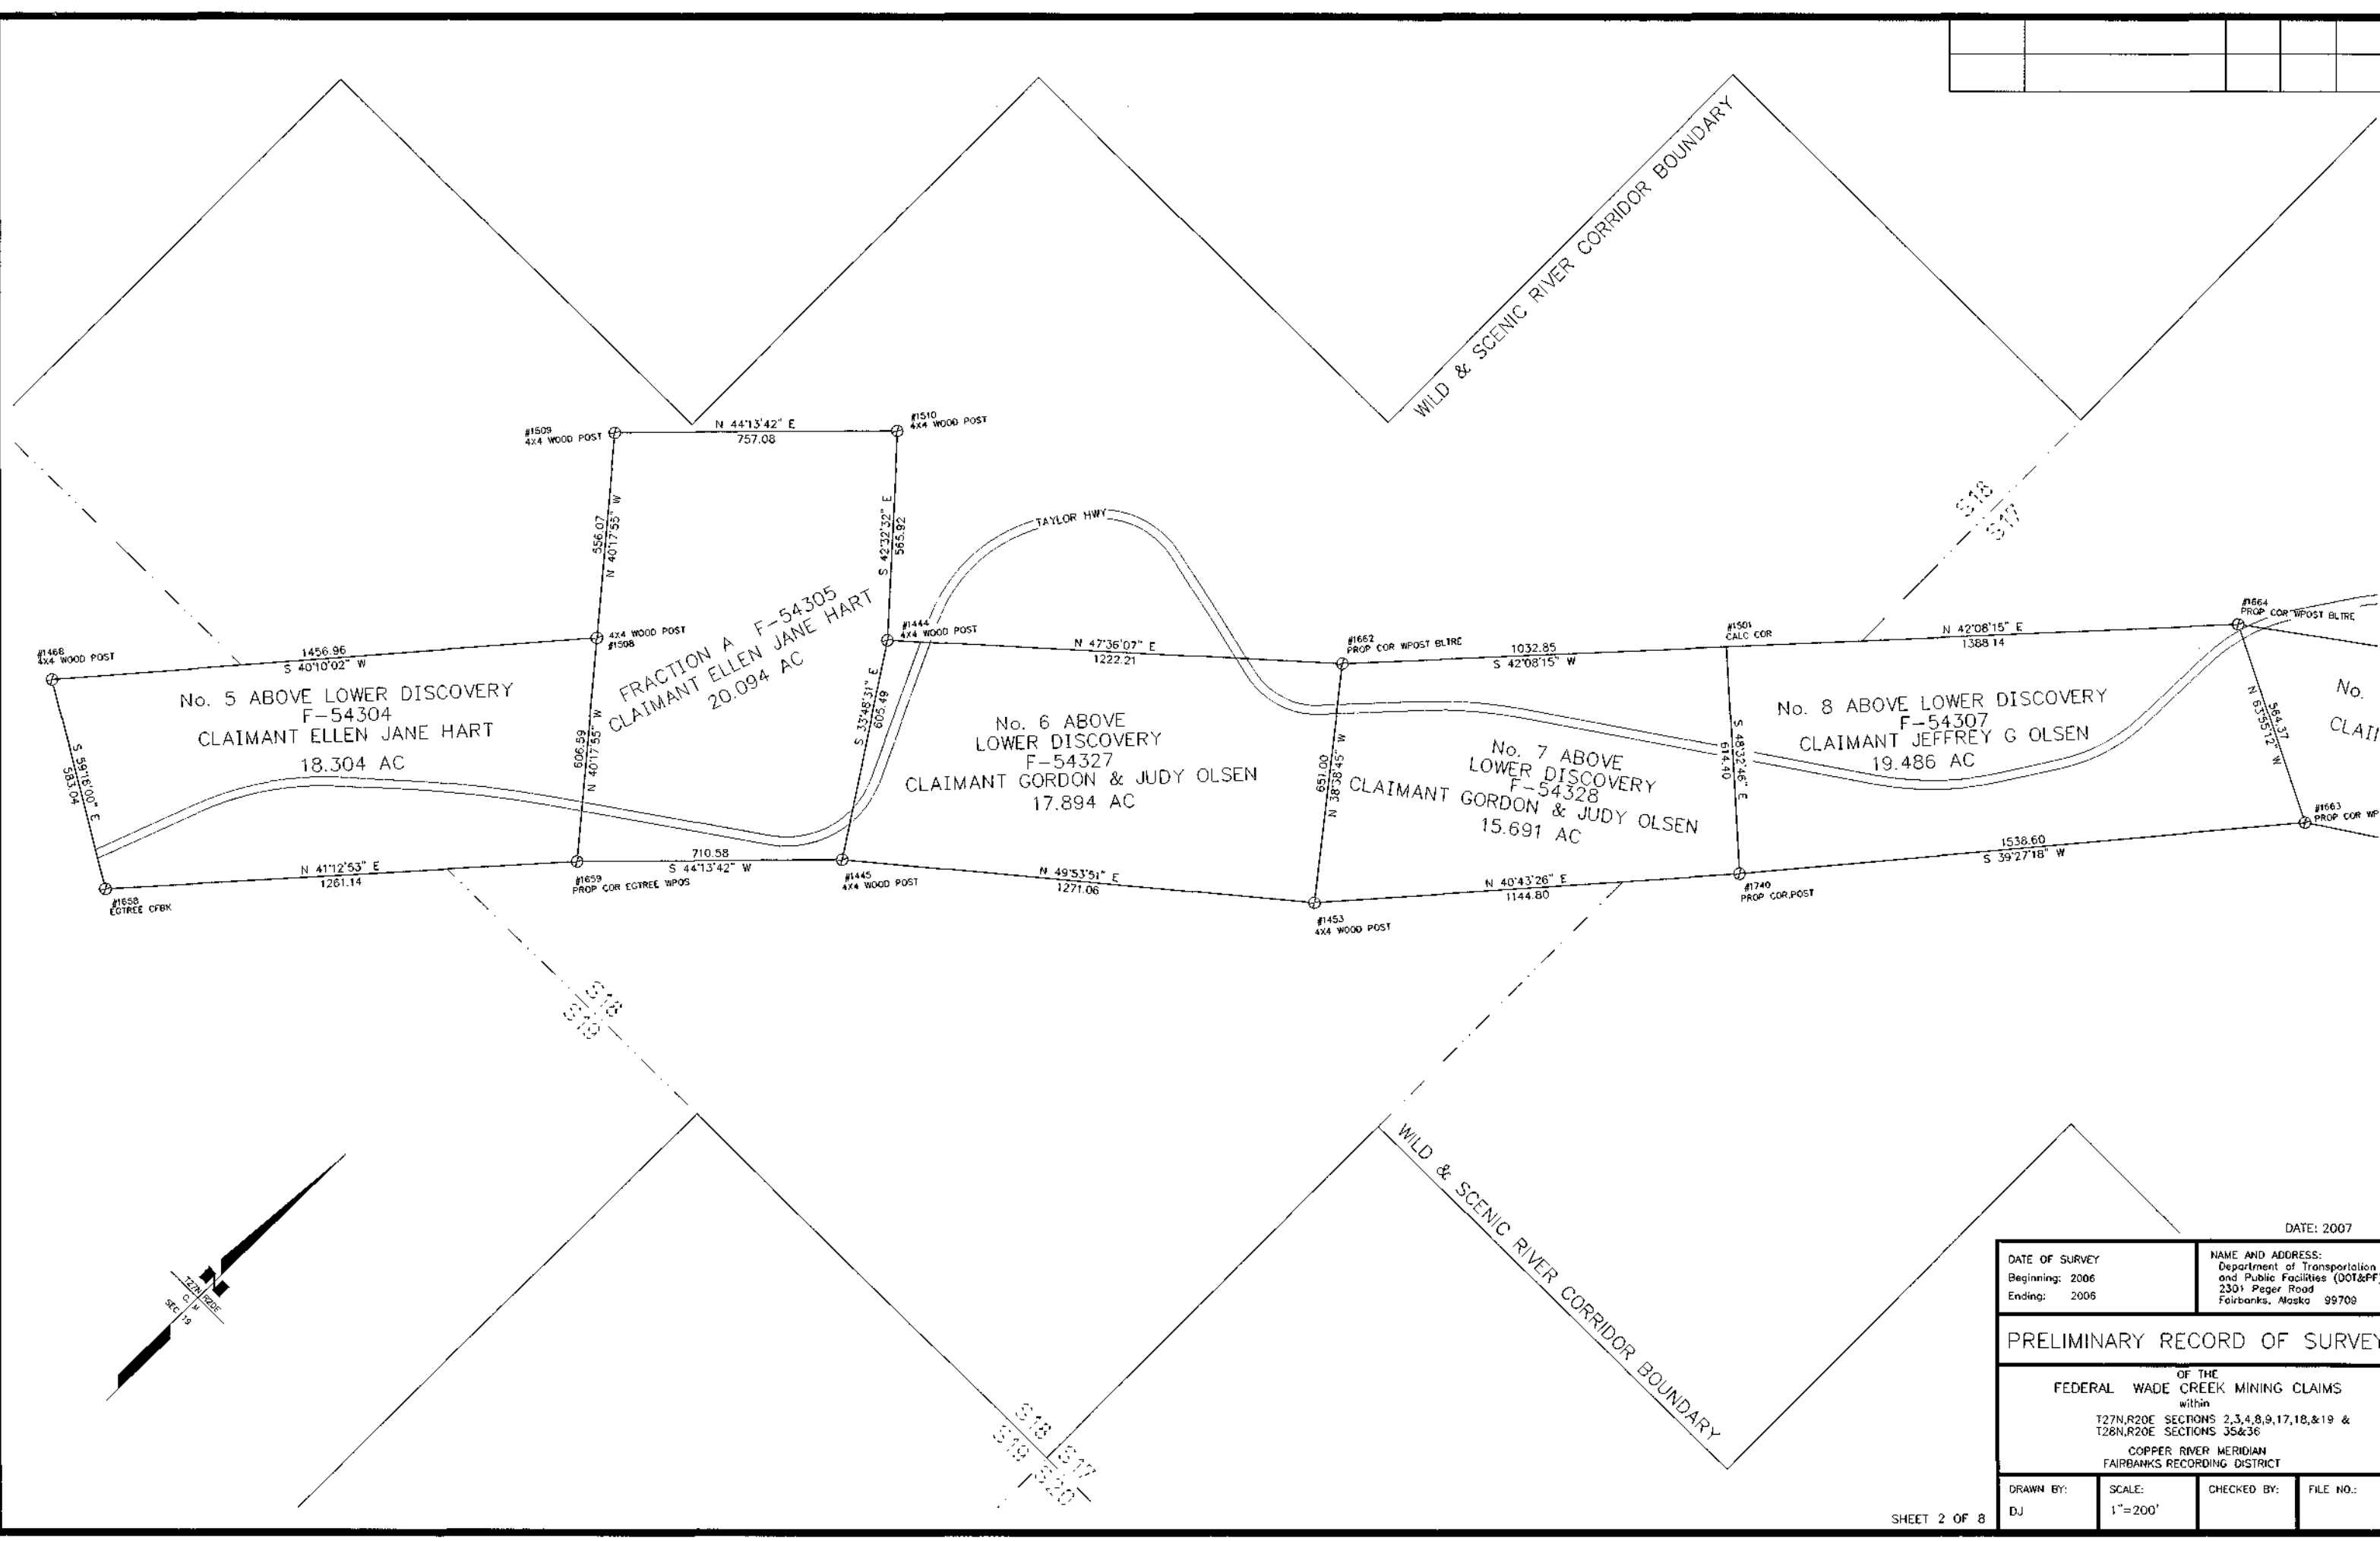 WILD & SCENIC RIVER CORRIDOR BOUNDARY
#1509
4X4 WOOD POST
N 44°13'42" E
757.08
#1510
4X4 WOOD POST
556.07
N 40°17'55" W
S 42°32'32" E
565.92
TAYLOR HWY
S18
S17
#1468
4X4 WOOD POST
1456.96
S 40°10'02" W
4X4 WOOD POST
#1508
FRACTION A F-54305
CLAIMANT ELLEN JANE HART
20.094 AC
#1444
4X4 WOOD POST
N 47°36'07" E
1222.21
#1662
PROP COR WPOST BLTRE
1032.85
S 42°08'15" W
#1501
CALC COR
N 42°08'15" E
1388.14
#1664
PROP COR WPOST BLTRE
No. 5 ABOVE LOWER DISCOVERY
F-54304
CLAIMANT ELLEN JANE HART
18.304 AC
S 59°16'00" E
583.04
606.59
N 40°17'55" W
S 33°48'31" E
605.49
No. 6 ABOVE
LOWER DISCOVERY
F-54327
CLAIMANT GORDON & JUDY OLSEN
17.894 AC
651.00
N 38°38'45" W
No. 7 ABOVE
LOWER DISCOVERY
F-54328
CLAIMANT GORDON & JUDY OLSEN
15.691 AC
S 48°32'46" E
614.40
No. 8 ABOVE LOWER DISCOVERY
F-54307
CLAIMANT JEFFREY G OLSEN
19.486 AC
564.37
N 63°55'12" W
No.
CLAI
#1663
PROP COR WP
N 41°12'53" E
1261.14
#1658
EGTREE CFBK
#1659
PROP COR EGTREE WPOS
710.58
S 44°13'42" W
#1445
4X4 WOOD POST
N 49°53'51" E
1271.06
#1453
4X4 WOOD POST
N 40°43'26" E
1144.80
#1740
PROP COR.POST
1538.60
S 39°27'18" W
S18
S19
WILD & SCENIC RIVER CORRIDOR BOUNDARY
N
T27N R20E
C. M
SEC 19
S18 S17
S19 S20
SHEET 2 OF 8
DATE: 2007
DATE OF SURVEY
Beginning: 2006
Ending: 2006
NAME AND ADDRESS:
Department of Transportation
and Public Facilities (DOT&PF)
2301 Peger Road
Fairbanks, Alaska 99709
PRELIMINARY RECORD OF SURVEY
OF THE
FEDERAL WADE CREEK MINING CLAIMS
within
T27N,R20E SECTIONS 2,3,4,8,9,17,18,&19 &
T28N,R20E SECTIONS 35&36
COPPER RIVER MERIDIAN
FAIRBANKS RECORDING DISTRICT
DRAWN BY:
DJ
SCALE:
1"=200'
CHECKED BY:
FILE NO.: